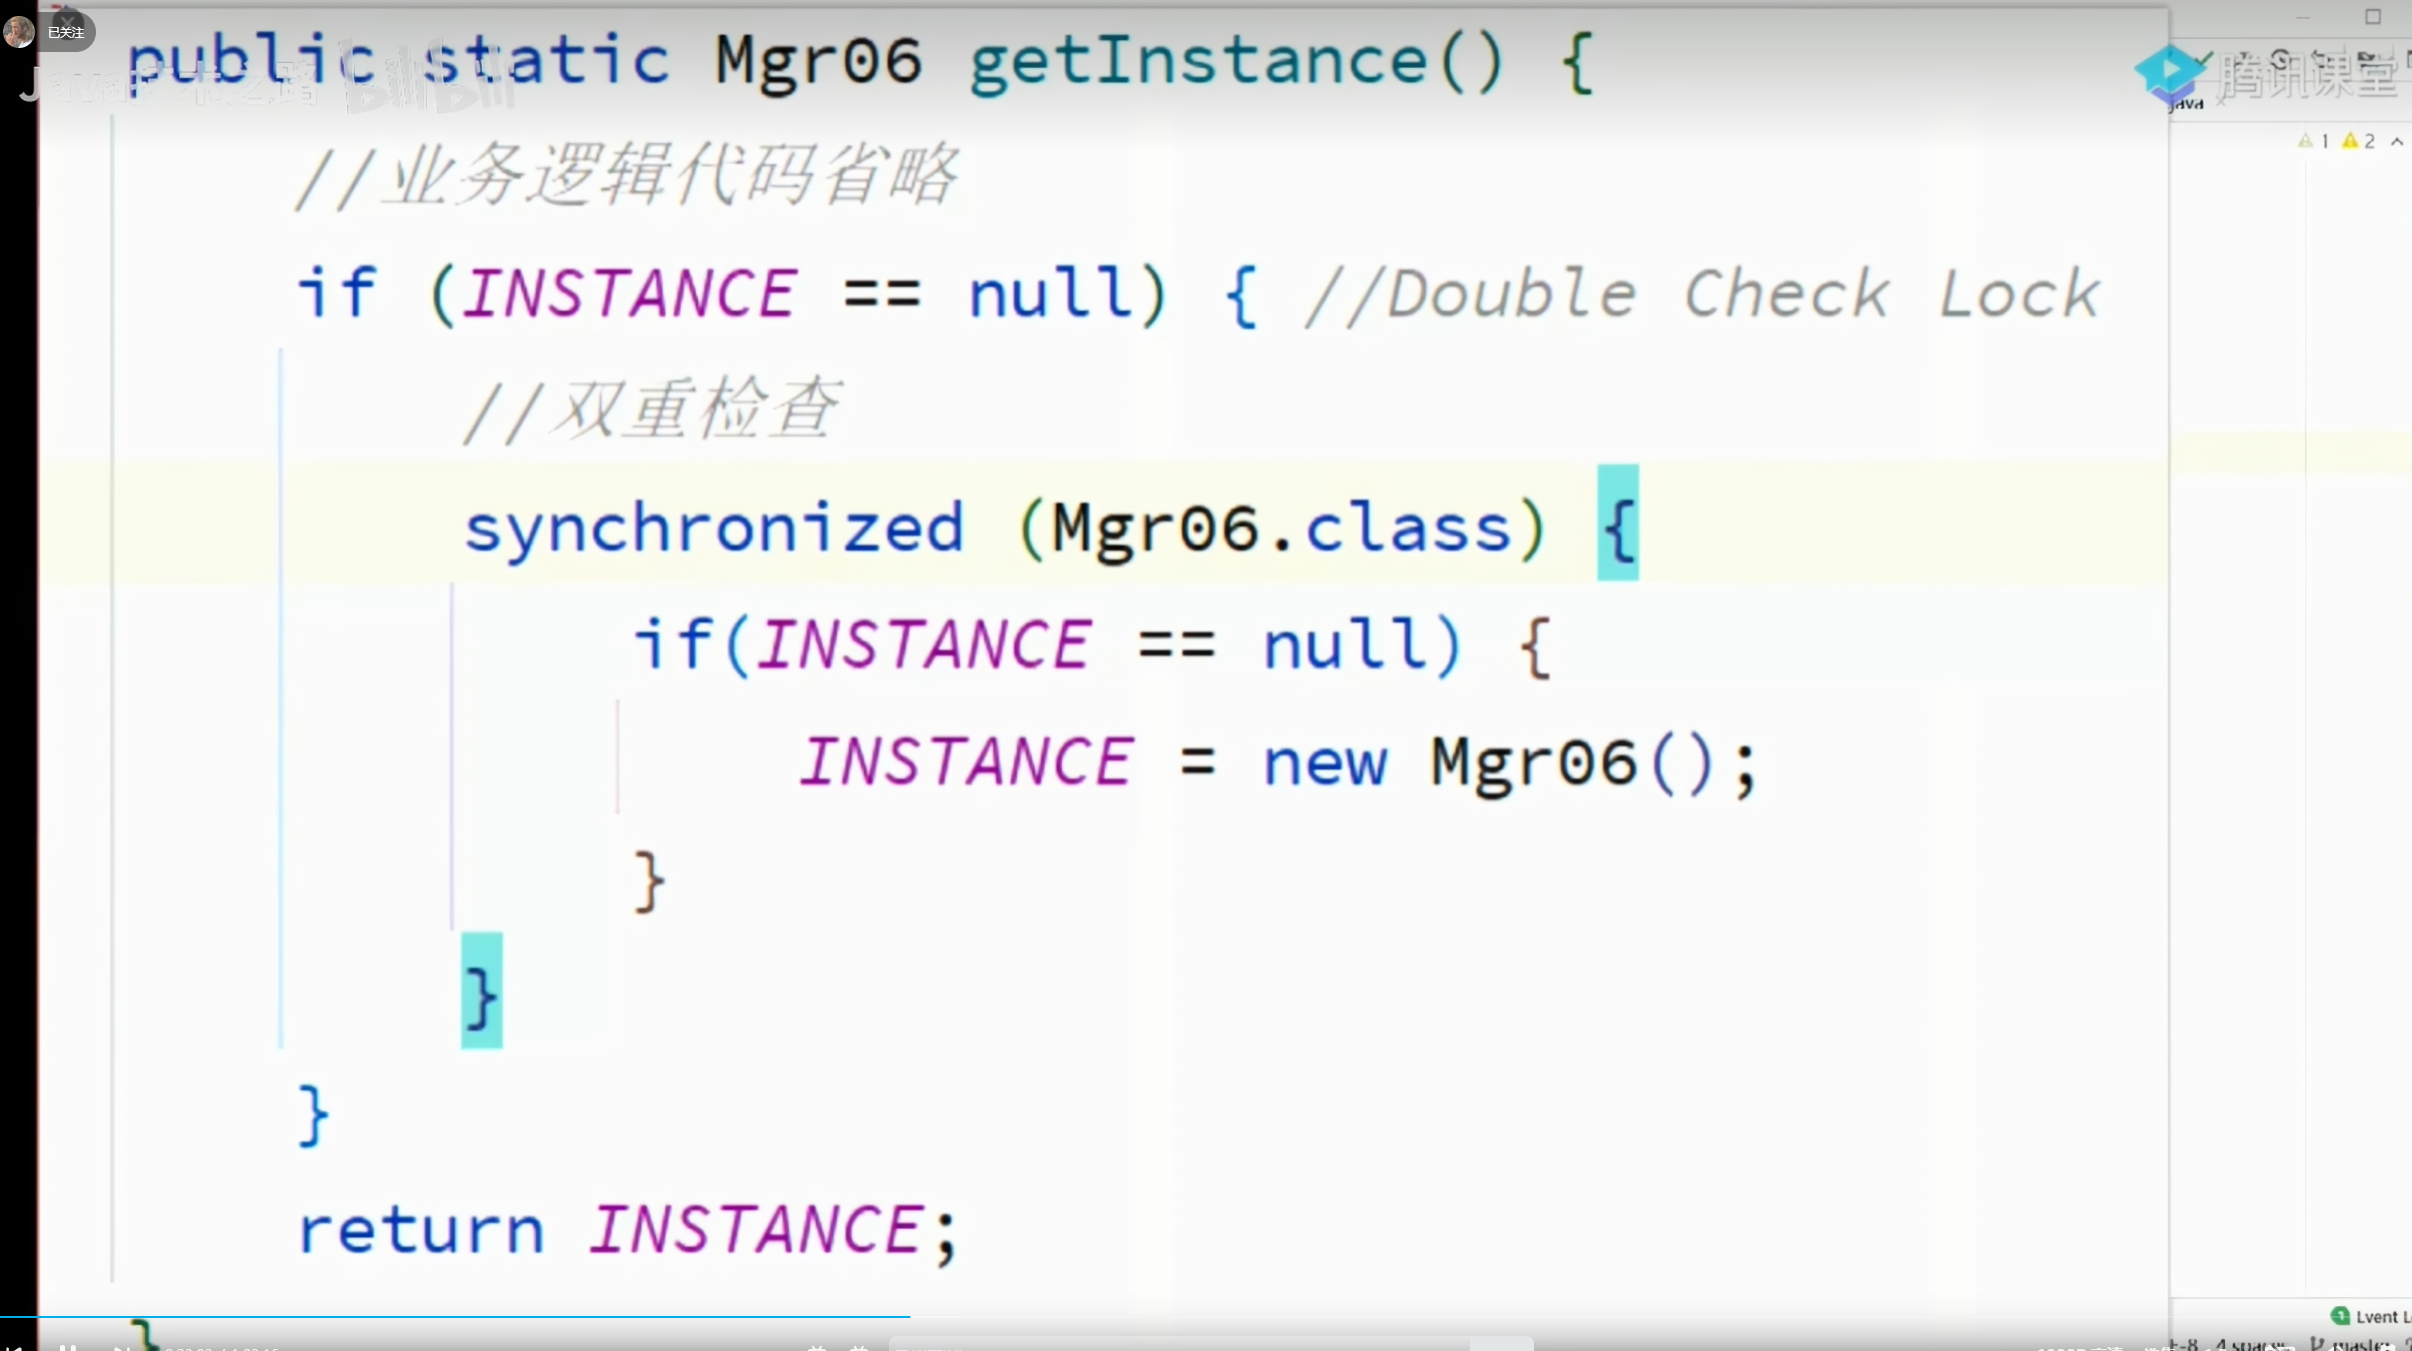 已关注
public static Mgr06 getInstance() {
bilibili
腾讯课堂
java
1 2
//业务逻辑代码省略
if (INSTANCE == null) { //Double Check Lock
//双重检查
synchronized (Mgr06.class) {
if(INSTANCE == null) {
INSTANCE = new Mgr06();
}
}
}
return INSTANCE;
}